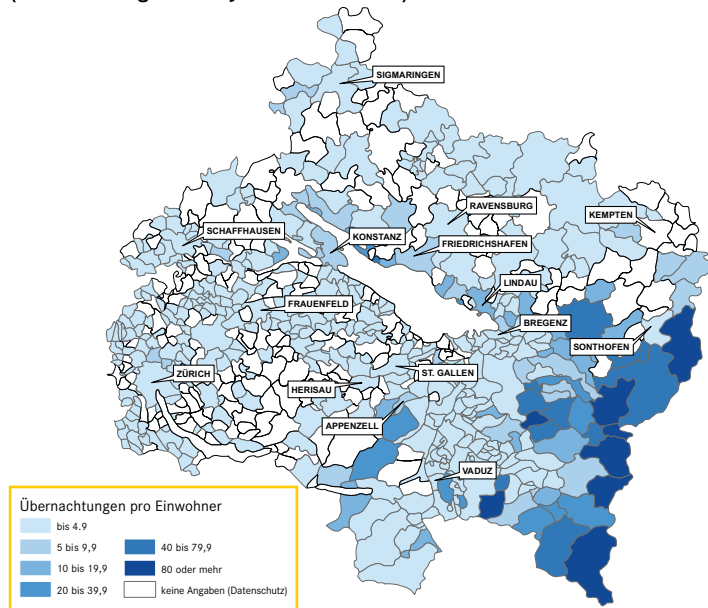 SIGMARINGEN
RAVENSBURG
KEMPTEN
SCHAFFHAUSEN
KONSTANZ
FRIEDRICHSHAFEN
LINDAU
FRAUENFELD
BREGENZ
SONTHOFEN
ZÜRICH
ST. GALLEN
HERISAU
APPENZELL
VADUZ
Übernachtungen pro Einwohner
bis 4.9
5 bis 9,9
40 bis 79,9
10 bis 19,9
80 oder mehr
20 bis 39,9
keine Angaben (Datenschutz)